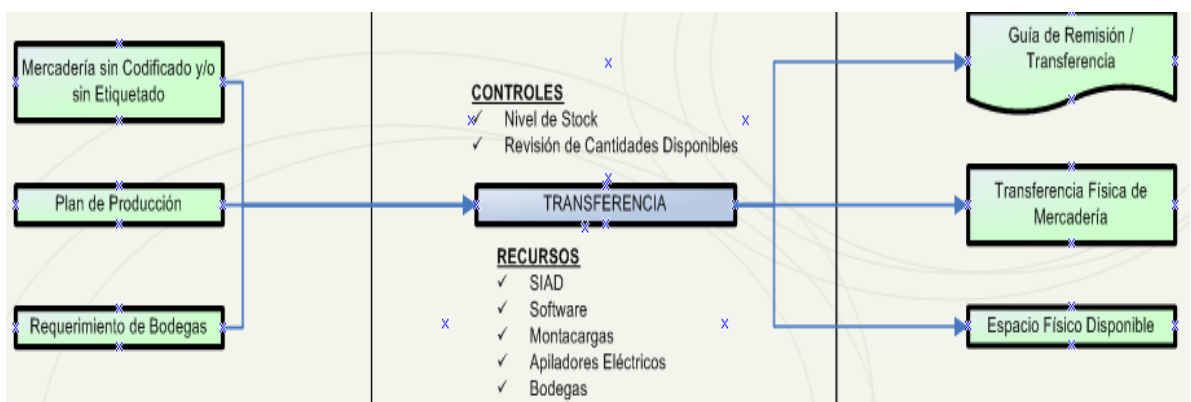 Mercadería sin Codificado y/o
sin Etiquetado
Plan de Producción
Requerimiento de Bodegas
CONTROLES
✓ Nivel de Stock
✓ Revisión de Cantidades Disponibles
TRANSFERENCIA
RECURSOS
✓ SIAD
✓ Software
✓ Montacargas
✓ Apiladores Eléctricos
✓ Bodegas
Guía de Remisión /
Transferencia
Transferencia Física de
Mercadería
Espacio Físico Disponible